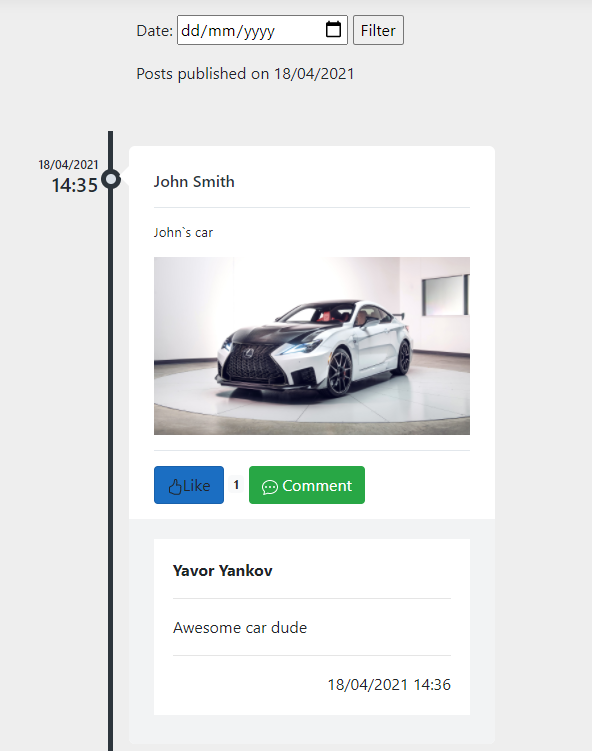 Date: dd/mm/yyyy Filter
Posts published on 18/04/2021
18/04/2021
14:35
John Smith
John`s car
Like 1 Comment
Yavor Yankov
Awesome car dude
18/04/2021 14:36